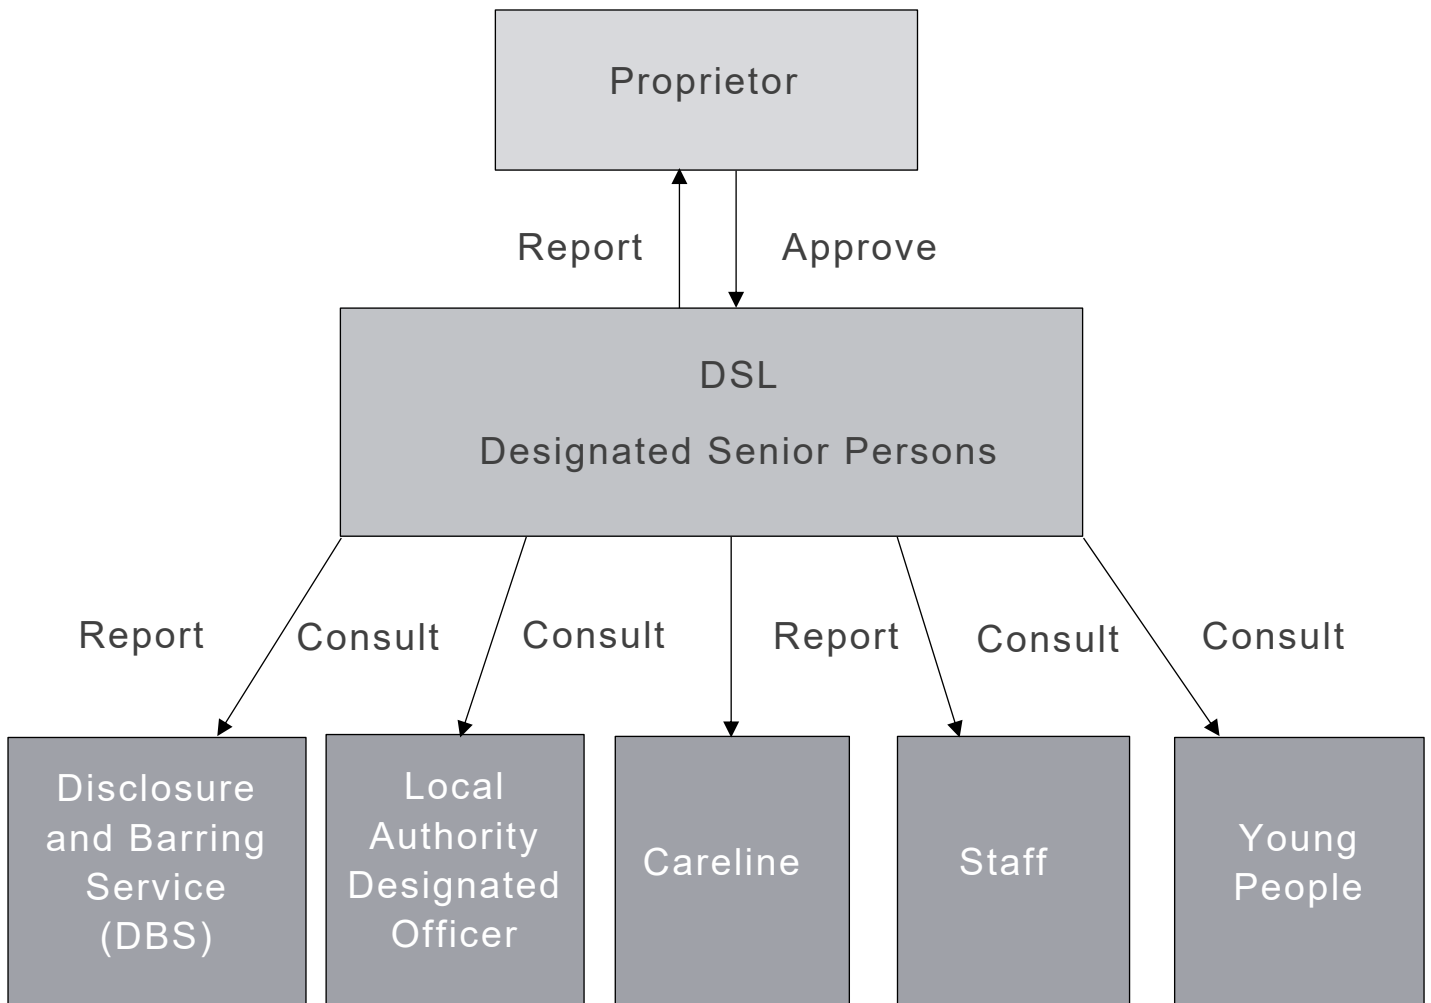 Proprietor
Report
Approve
DSL
Designated Senior Persons
Report
Consult
Consult
Report
Consult
Consult
Disclosure
and Barring
Service
(DBS)
Local
Authority
Designated
Officer
Careline
Staff
Young
People